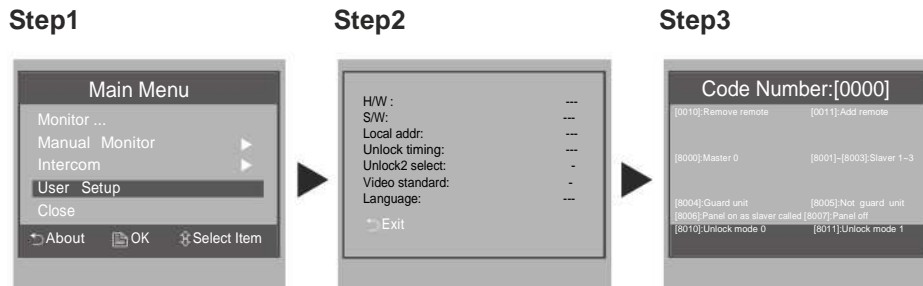 Step1
Step2
Step3
Main Menu
Monitor ...
Manual Monitor
Intercom
User Setup
Close
About OK Select Item
H/W : ---
S/W: ---
Local addr: ---
Unlock timing: ---
Unlock2 select: -
Video standard: -
Language: ---
Exit
Code Number:[0000]
[0010]:Remove remote [0011]:Add remote
[8000]:Master 0 [8001]~[8003]:Slaver 1~3
[8004]:Guard unit [8005]:Not guard unit
[8006]:Panel on as slaver called [8007]:Panel off
[8010]:Unlock mode 0 [8011]:Unlock mode 1